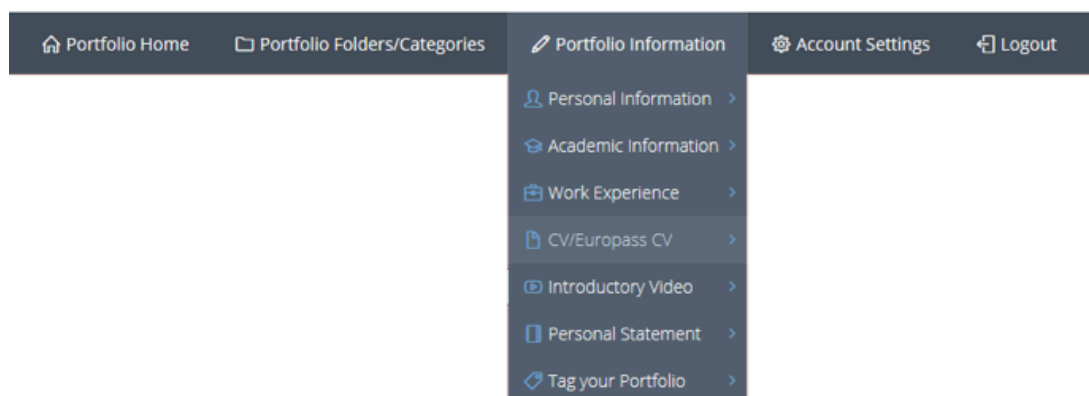 Portfolio Home
Portfolio Folders/Categories
Portfolio Information
Account Settings
Logout
Personal Information
Academic Information
Work Experience
CV/Europass CV
Introductory Video
Personal Statement
Tag your Portfolio